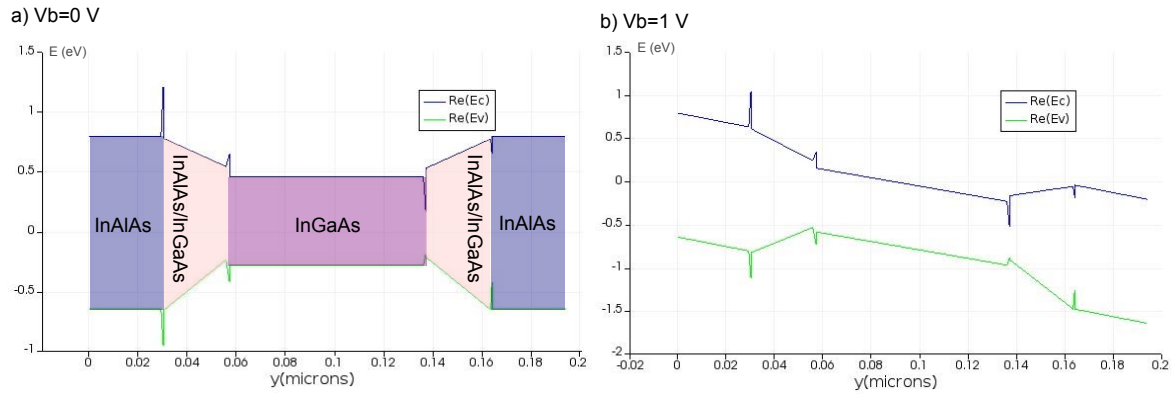 a) Vb=0 V
E (eV)
1.5
1
0.5
0
-0.5
-1
Re(Ec)
Re(Ev)
InAlAs
InAlAs/InGaAs
InGaAs
InAlAs/InGaAs
InAlAs
0 0.02 0.04 0.06 0.08 0.1 0.12 0.14 0.16 0.18 0.2
y(microns)
b) Vb=1 V
E (eV)
1.5
1
0.5
0
-0.5
-1
-1.5
-2
Re(Ec)
Re(Ev)
-0.02 0 0.02 0.04 0.06 0.08 0.1 0.12 0.14 0.16 0.18 0.2
y(microns)